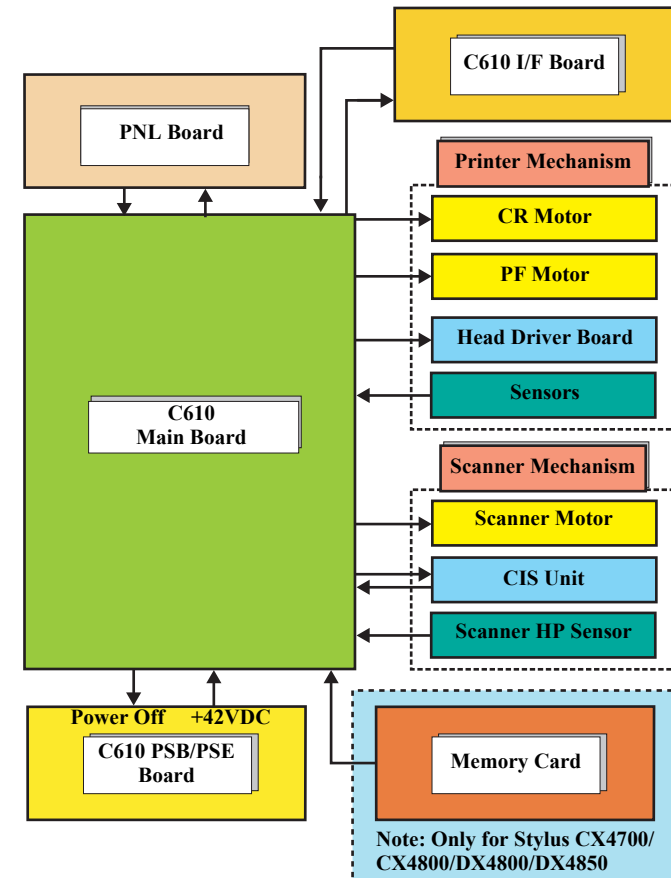 C610 I/F Board
PNL Board
Printer Mechanism
CR Motor
PF Motor
Head Driver Board
Sensors
C610
Main Board
Scanner Mechanism
Scanner Motor
CIS Unit
Scanner HP Sensor
Power Off +42VDC
C610 PSB/PSE
Board
Memory Card
Note: Only for Stylus CX4700/
CX4800/DX4800/DX4850